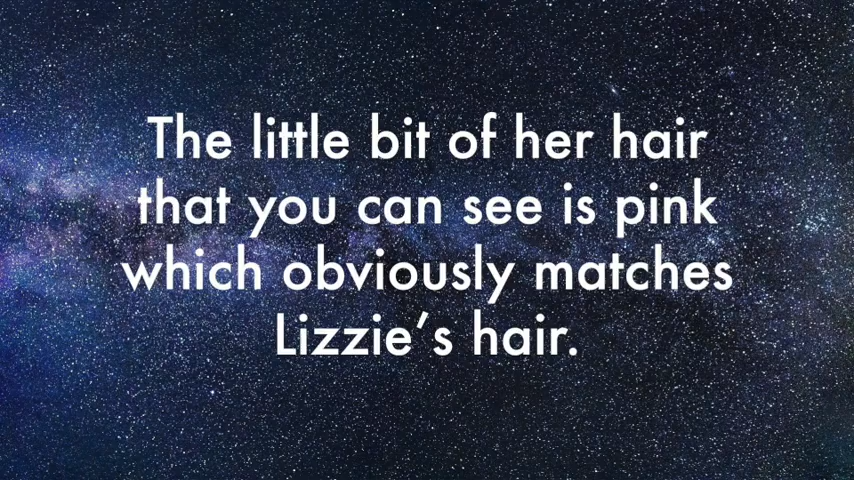 The little bit of her hair
that you can see is pink
which obviously matches
Lizzie’s hair.